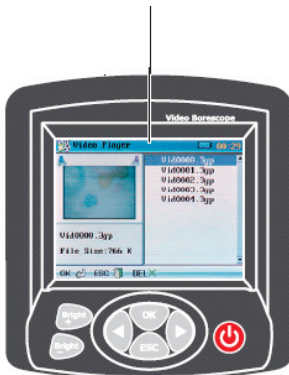 Video Borescope
Video Player 00:29
Vid0000.3gp
Vid0001.3gp
Vid0002.3gp
Vid0003.3gp
Vid0004.3gp
Vid0000.3gp
File Size:766 K
OK ESC DEL
Bright
+
OK
Bright
-
ESC